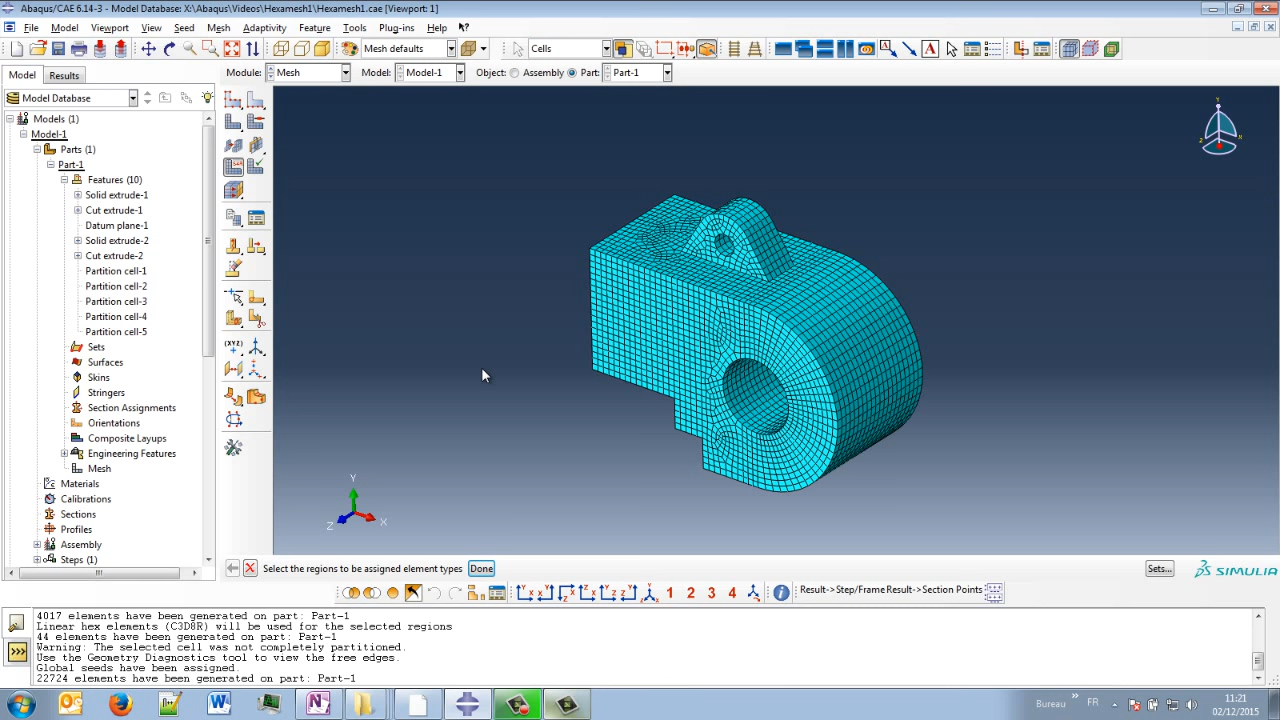 Abaqus/CAE 6.14-3 - Model Database: X:\Abaqus\Videos\Hexamesh1\Hexamesh1.cae [Viewport: 1]
File Model Viewport View Seed Mesh Adaptivity Feature Tools Plug-ins Help
Mesh defaults Cells
Model Results Module: Mesh Model: Model-1 Object: Assembly Part: Part-1
Model Database
Models (1)
Model-1
Parts (1)
Part-1
Features (10)
Solid extrude-1
Cut extrude-1
Datum plane-1
Solid extrude-2
Cut extrude-2
Partition cell-1
Partition cell-2
Partition cell-3
Partition cell-4
Partition cell-5
Sets
Surfaces
Skins
Stringers
Section Assignments
Orientations
Composite Layups
Engineering Features
Mesh
Materials
Calibrations
Sections
Profiles
Assembly
Steps (1)
(XYZ)
Y
Z X
Select the regions to be assigned element types Done Sets... SIMULIA
1 2 3 4 Result->Step/Frame Result->Section Points
4017 elements have been generated on part: Part-1
Linear hex elements (C3D8R) will be used for the selected regions
44 elements have been generated on part: Part-1
Warning: The selected cell was not completely partitioned.
Use the Geometry Diagnostics tool to view the free edges.
Global seeds have been assigned.
22724 elements have been generated on part: Part-1
>>>
Bureau FR 11:21
02/12/2015